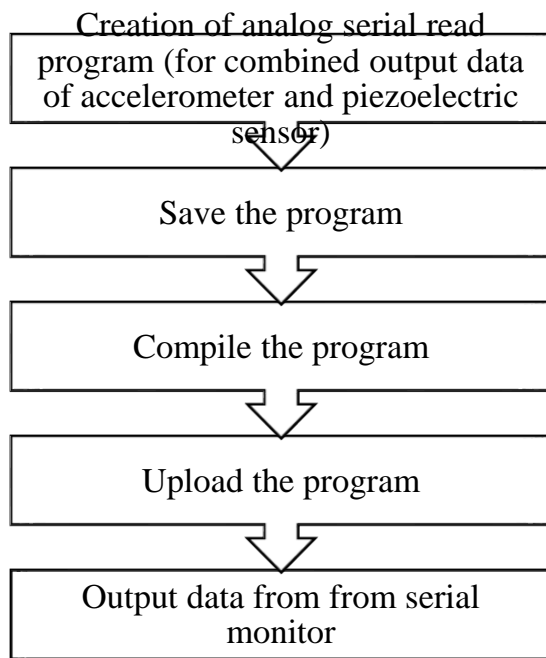 Creation of analog serial read
program (for combined output data
of accelerometer and piezoelectric
sensor)
Save the program
Compile the program
Upload the program
Output data from from serial
monitor